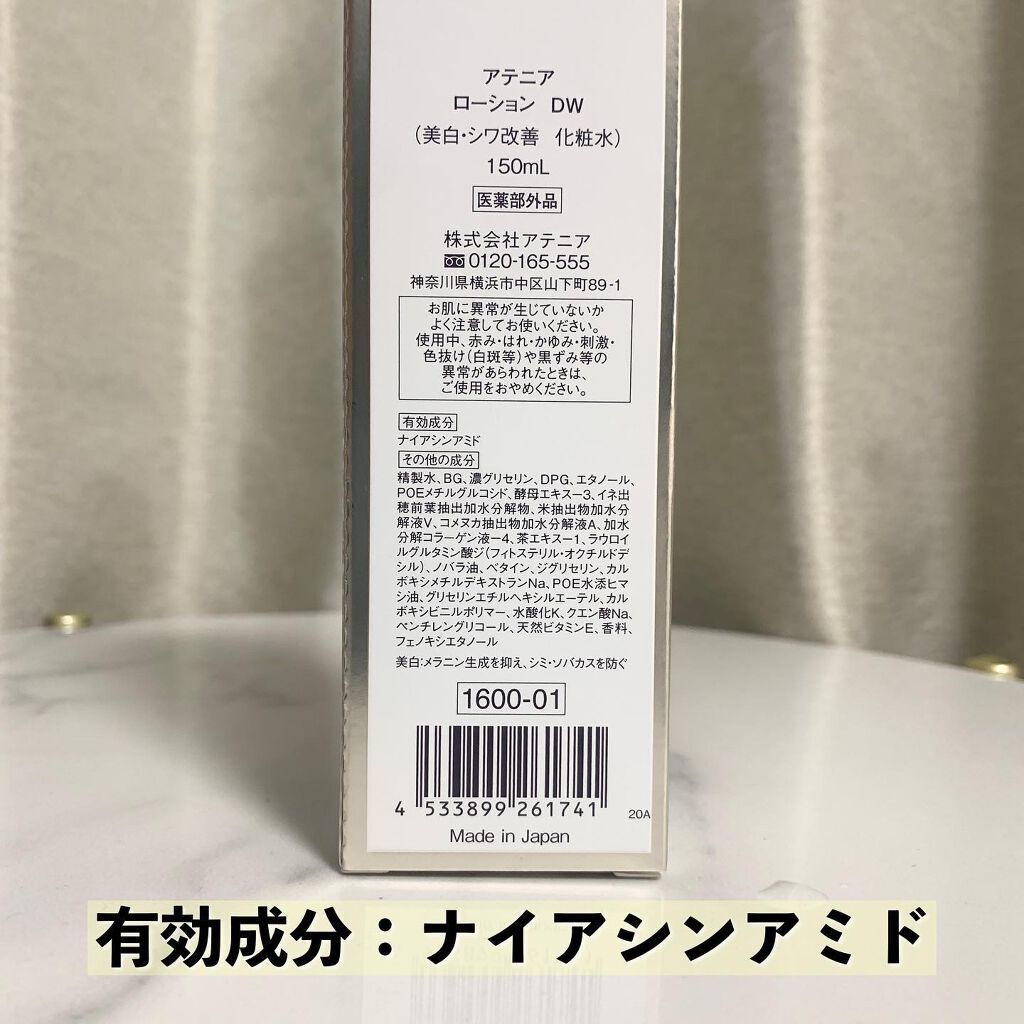 アテニア
ローション DW
(美白・シワ改善 化粧水)
150mL
医薬部外品
株式会社アテニア
0120-165-555
神奈川県横浜市中区山下町89-1
お肌に異常が生じていないか
よく注意してお使いください。
使用中、赤み・はれ・かゆみ・刺激・
色抜け(白斑等)や黒ずみ等の
異常があらわれたときは、
ご使用をおやめください。
有効成分
ナイアシンアミド
その他の成分
精製水、BG、濃グリセリン、DPG、エタノール、
POEメチルグルコシド、酵母エキス-3、イネ出
穂前葉抽出加水分解物、米抽出物加水分
解液V、コメヌカ抽出物加水分解液A、加水
分解コラーゲン液-4、茶エキス-1、ラウロイ
ルグルタミン酸ジ(フィトステリル・オクチルドデ
シル)、ノバラ油、ベタイン、ジグリセリン、カル
ボキシメチルデキストランNa、POE水添ヒマ
シ油、グリセリンエチルヘキシルエーテル、カル
ボキシビニルポリマー、水酸化K、クエン酸Na、
ペンチレングリコール、天然ビタミンE、香料、
フェノキシエタノール
美白:メラニン生成を抑え、シミ・ソバカスを防ぐ
1600-01
4 533899 261741
20A
Made in Japan
有効成分：ナイアシンアミド